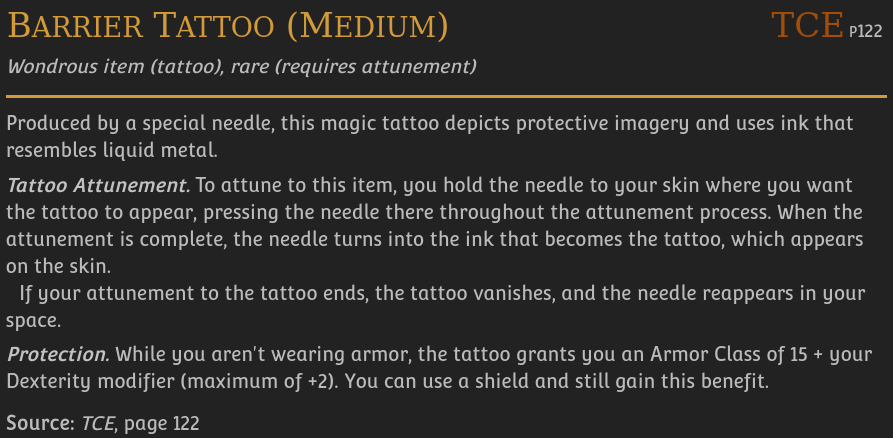 Barrier Tattoo (Medium) TCE P122
Wondrous item (tattoo), rare (requires attunement)
Produced by a special needle, this magic tattoo depicts protective imagery and uses ink that
resembles liquid metal.
Tattoo Attunement. To attune to this item, you hold the needle to your skin where you want
the tattoo to appear, pressing the needle there throughout the attunement process. When the
attunement is complete, the needle turns into the ink that becomes the tattoo, which appears
on the skin.
If your attunement to the tattoo ends, the tattoo vanishes, and the needle reappears in your
space.
Protection. While you aren't wearing armor, the tattoo grants you an Armor Class of 15 + your
Dexterity modifier (maximum of +2). You can use a shield and still gain this benefit.
Source: TCE, page 122